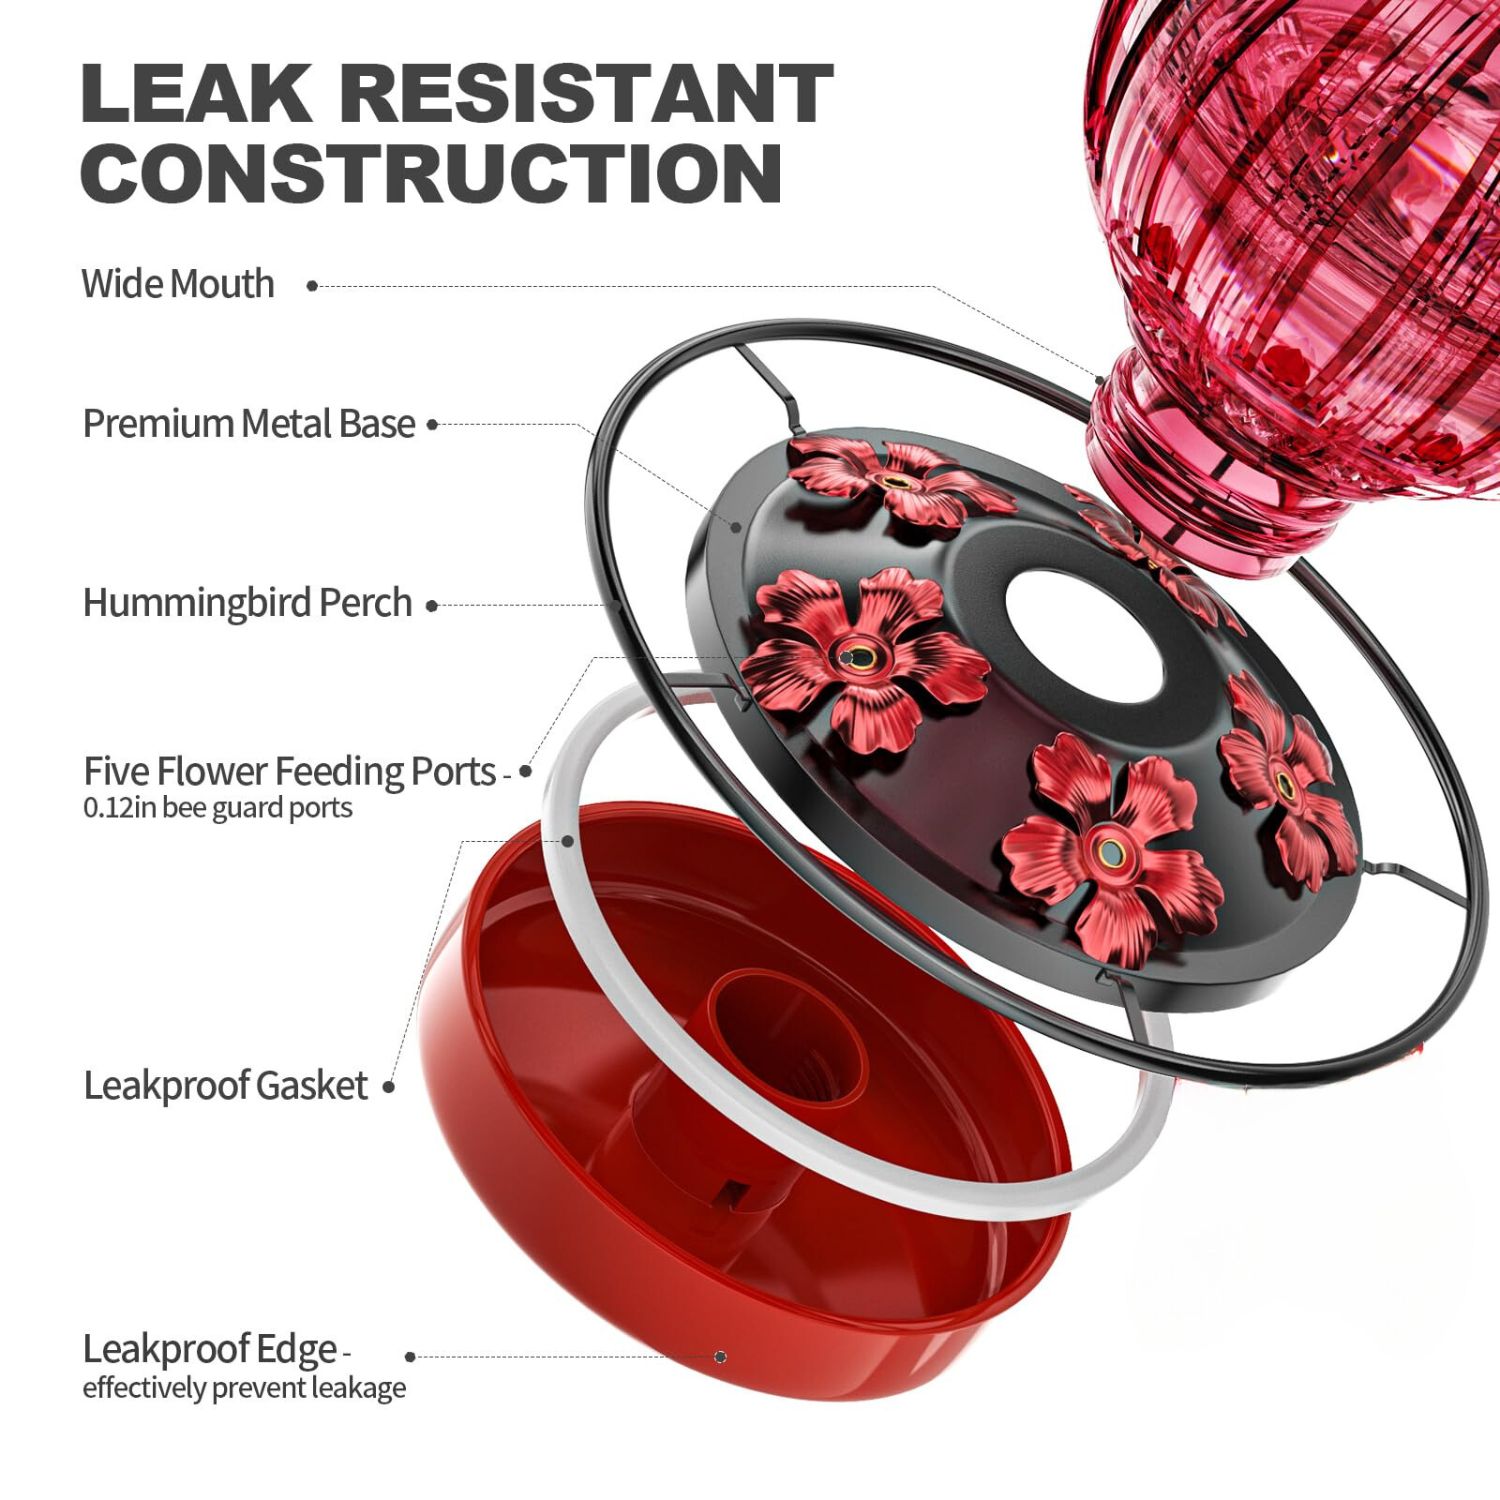 LEAK RESISTANT
CONSTRUCTION
Wide Mouth
Premium Metal Base
Hummingbird Perch
Five Flower Feeding Ports -
0.12in bee guard ports
Leakproof Gasket
Leakproof Edge -
effectively prevent leakage